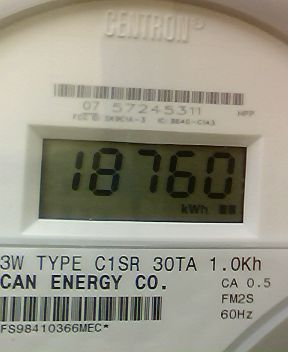 CENTRON®
07 57245311 HPP
18760
kWh
3W TYPE C1SR 30TA 1.0Kh
CAN ENERGY CO. CA 0.5
FM2S
FS98410366MEC* 60Hz